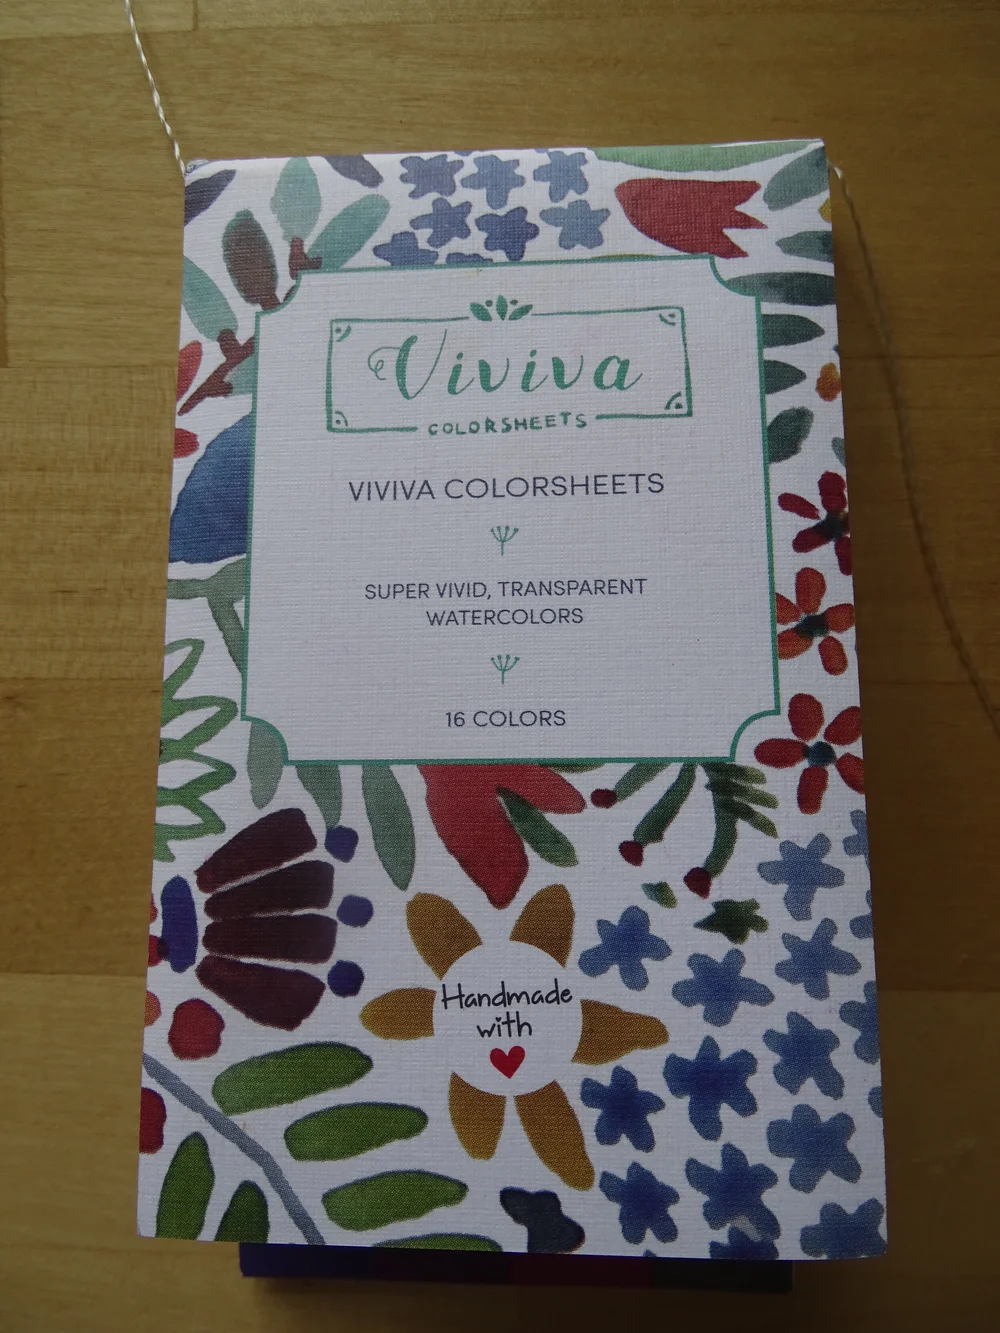 Viviva
COLORSHEETS
VIVIVA COLORSHEETS
SUPER VIVID, TRANSPARENT
WATERCOLORS
16 COLORS
Handmade
with